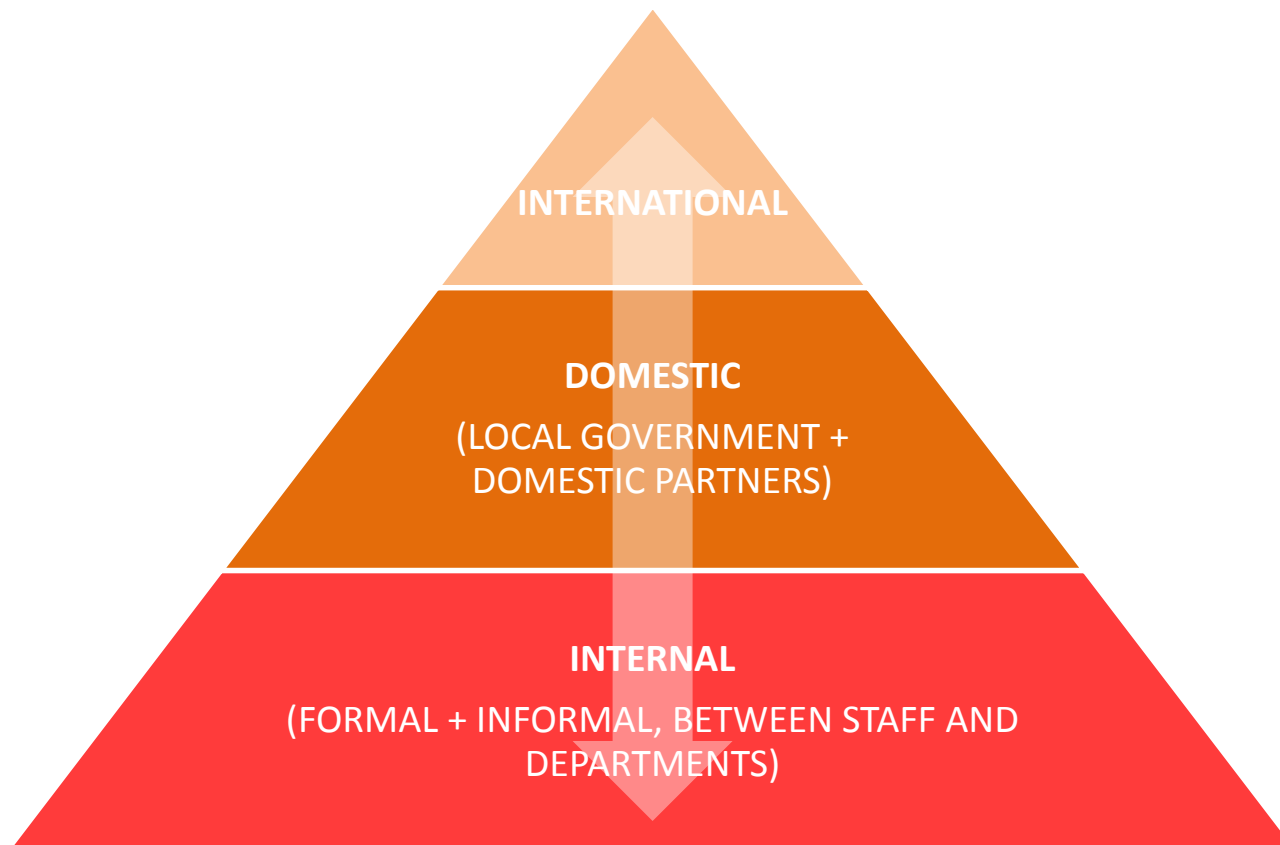 INTERNATIONAL
DOMESTIC
(LOCAL GOVERNMENT +
DOMESTIC PARTNERS)
INTERNAL
(FORMAL + INFORMAL, BETWEEN STAFF AND
DEPARTMENTS)